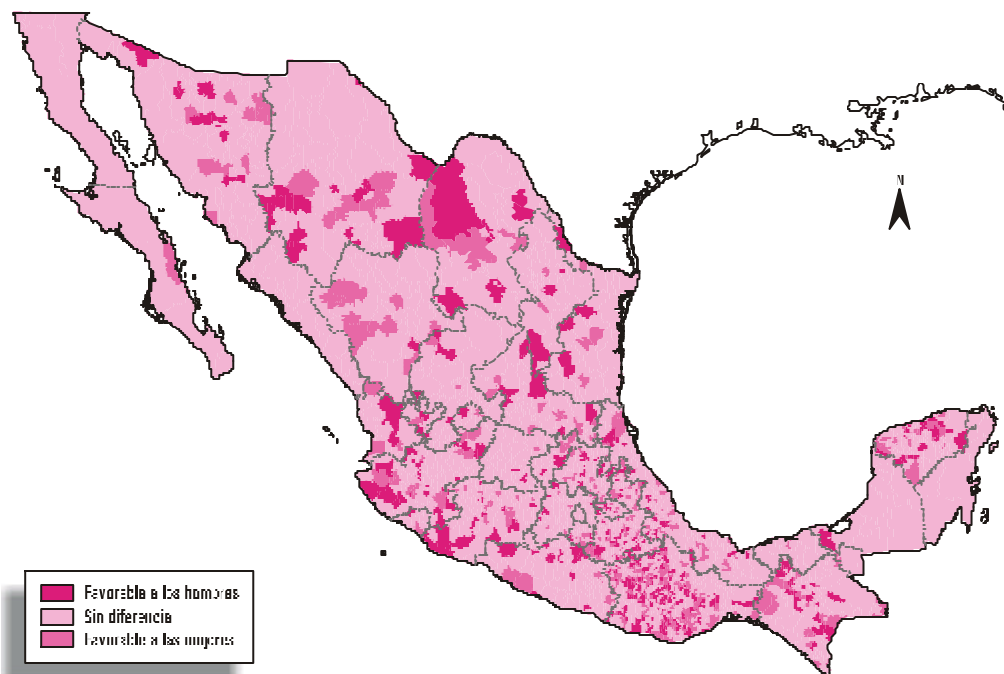 N
Favorable a los hombres
Sin diferencia
Favorable a las mujeres